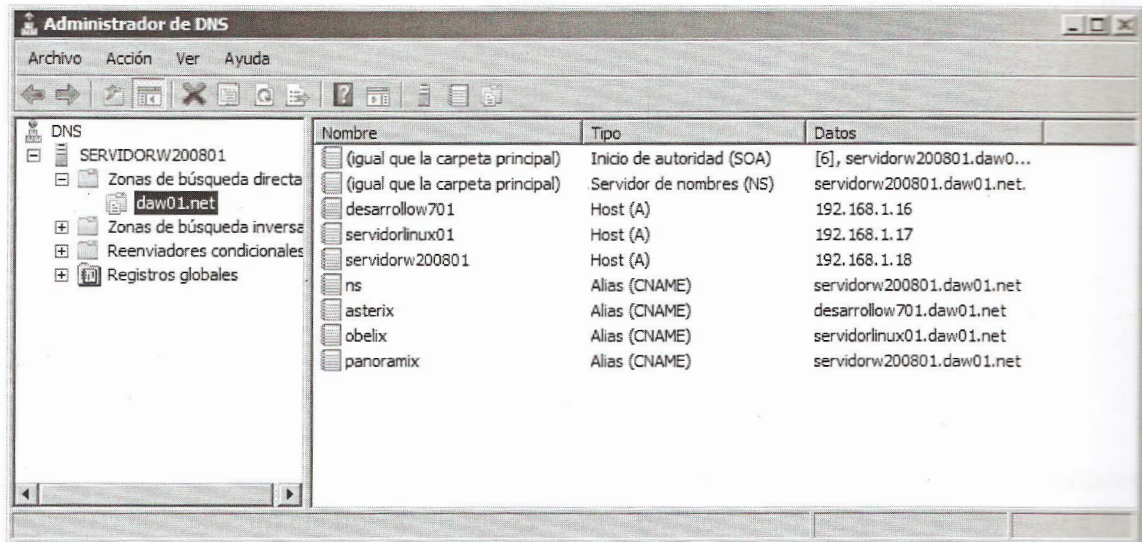 Administrador de DNS
Archivo Acción Ver Ayuda
DNS
SERVIDORW200801
Zonas de búsqueda directa
daw01.net
Zonas de búsqueda inversa
Reenviadores condicionales
Registros globales
Nombre Tipo Datos
(igual que la carpeta principal) Inicio de autoridad (SOA) [6], servidorw200801.daw0...
(igual que la carpeta principal) Servidor de nombres (NS) servidorw200801.daw01.net.
desarrollow701 Host (A) 192.168.1.16
servidorlinux01 Host (A) 192.168.1.17
servidorw200801 Host (A) 192.168.1.18
ns Alias (CNAME) servidorw200801.daw01.net
asterix Alias (CNAME) desarrollow701.daw01.net
obelix Alias (CNAME) servidorlinux01.daw01.net
panoramix Alias (CNAME) servidorw200801.daw01.net